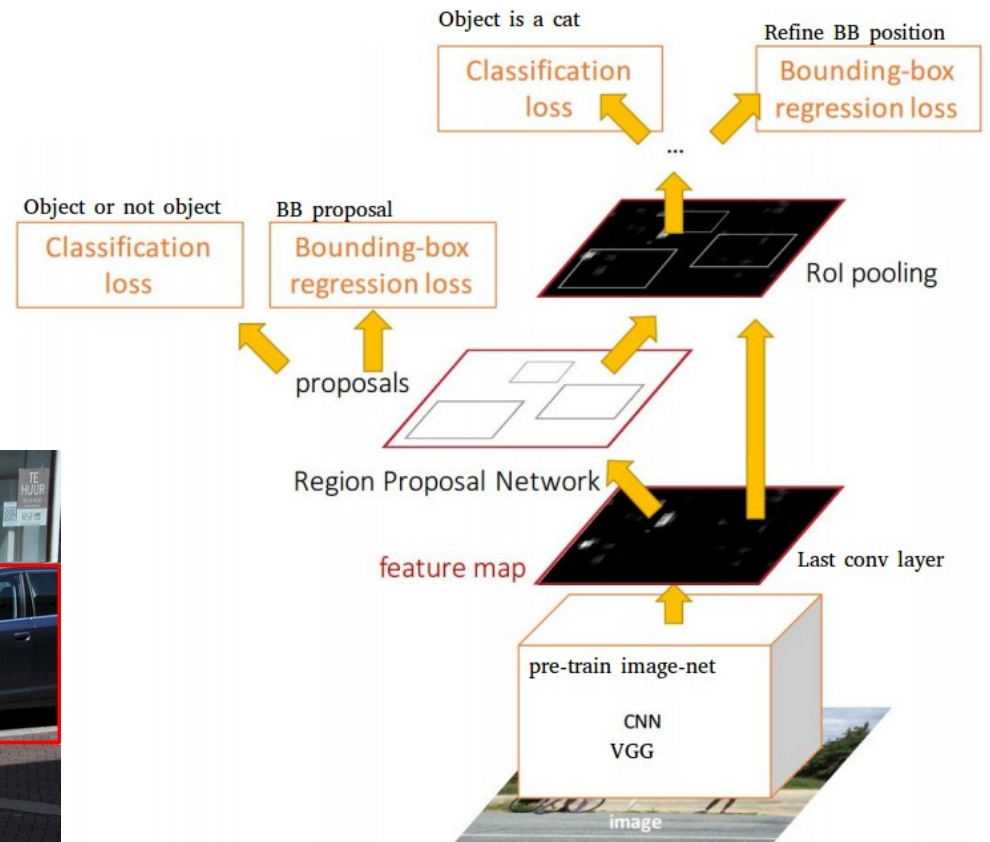 Object is a cat
Refine BB position
Classification
loss
Bounding-box
regression loss
...
Object or not object
BB proposal
Classification
loss
Bounding-box
regression loss
RoI pooling
proposals
Region Proposal Network
TE
HUUR
feature map
Last conv layer
pre-train image-net
CNN
VGG
image